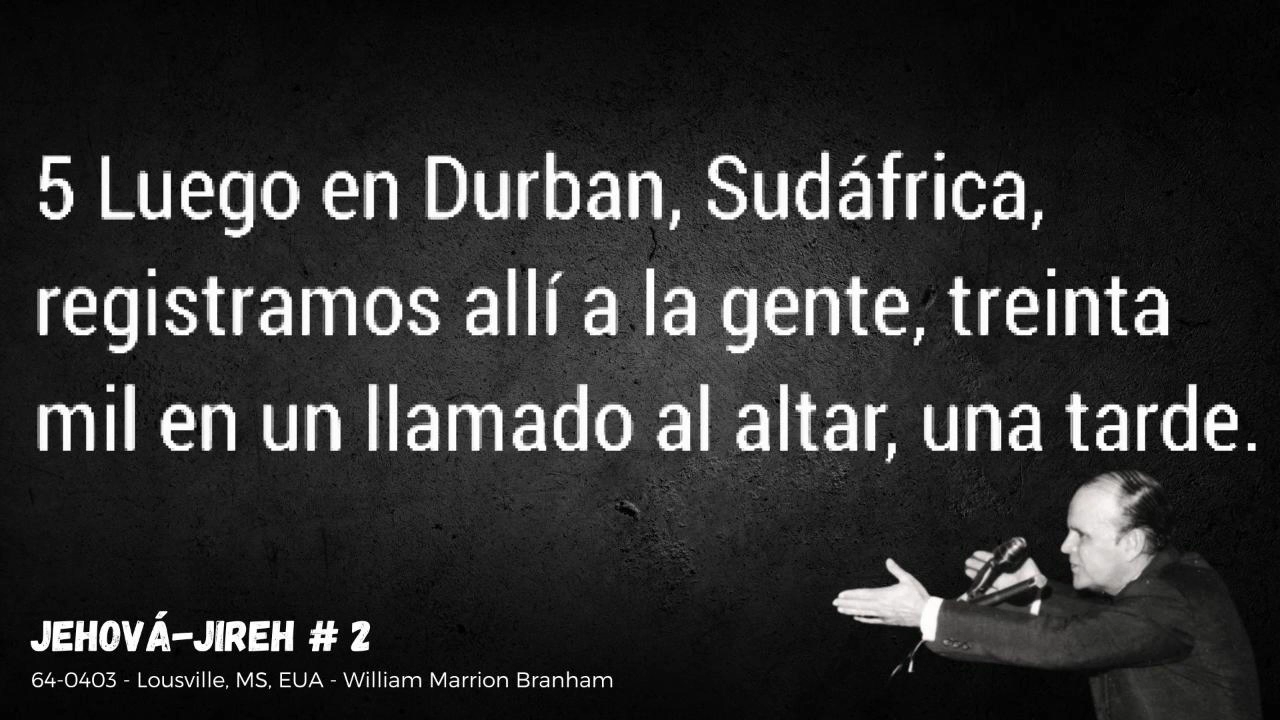 5 Luego en Durban, Sudáfrica,
registramos allí a la gente, treinta
mil en un llamado al altar, una tarde.
JEHOVÁ-JIREH # 2
64-0403 - Lousville, MS, EUA - William Marrion Branham